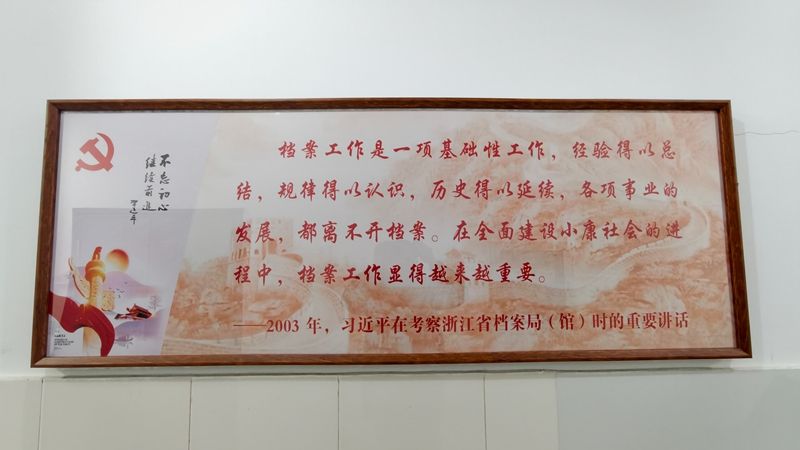 档案工作是一项基础性工作，经验得以总
结，规律得以认识，历史得以延续，各项事业的
发展，都离不开档案。在全面建设小康社会的进
程中，档案工作显得越来越重要。
——2003 年，习近平在考察浙江省档案局（馆）时的重要讲话
不忘初心
继续前进
习近平